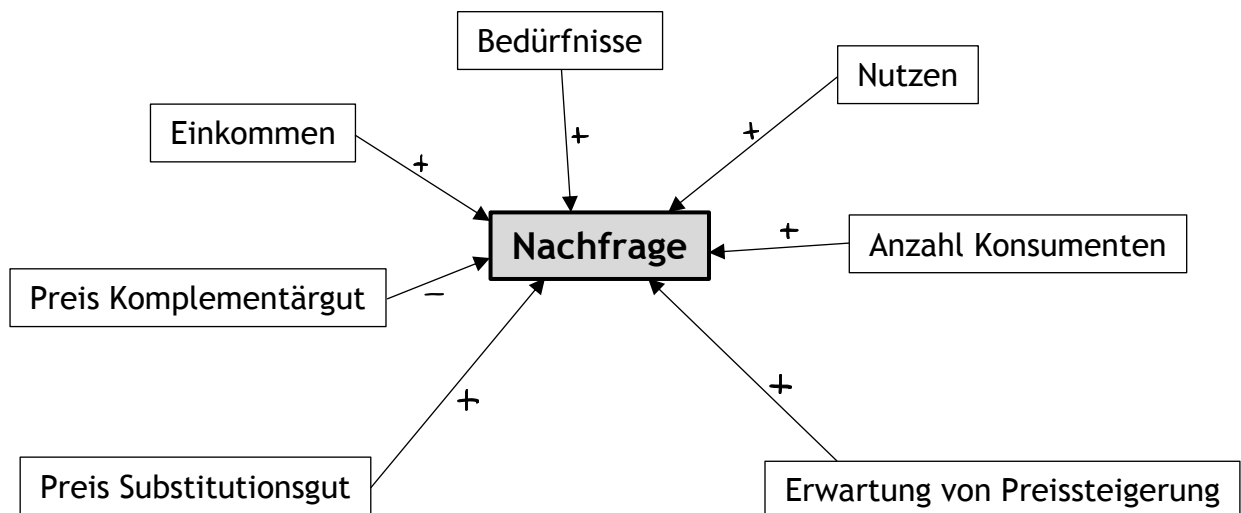 Bedürfnisse
Nutzen
+
+
Einkommen
+
Nachfrage
+
Anzahl Konsumenten
Preis Komplementärgut
−
+
+
Preis Substitutionsgut
Erwartung von Preissteigerung